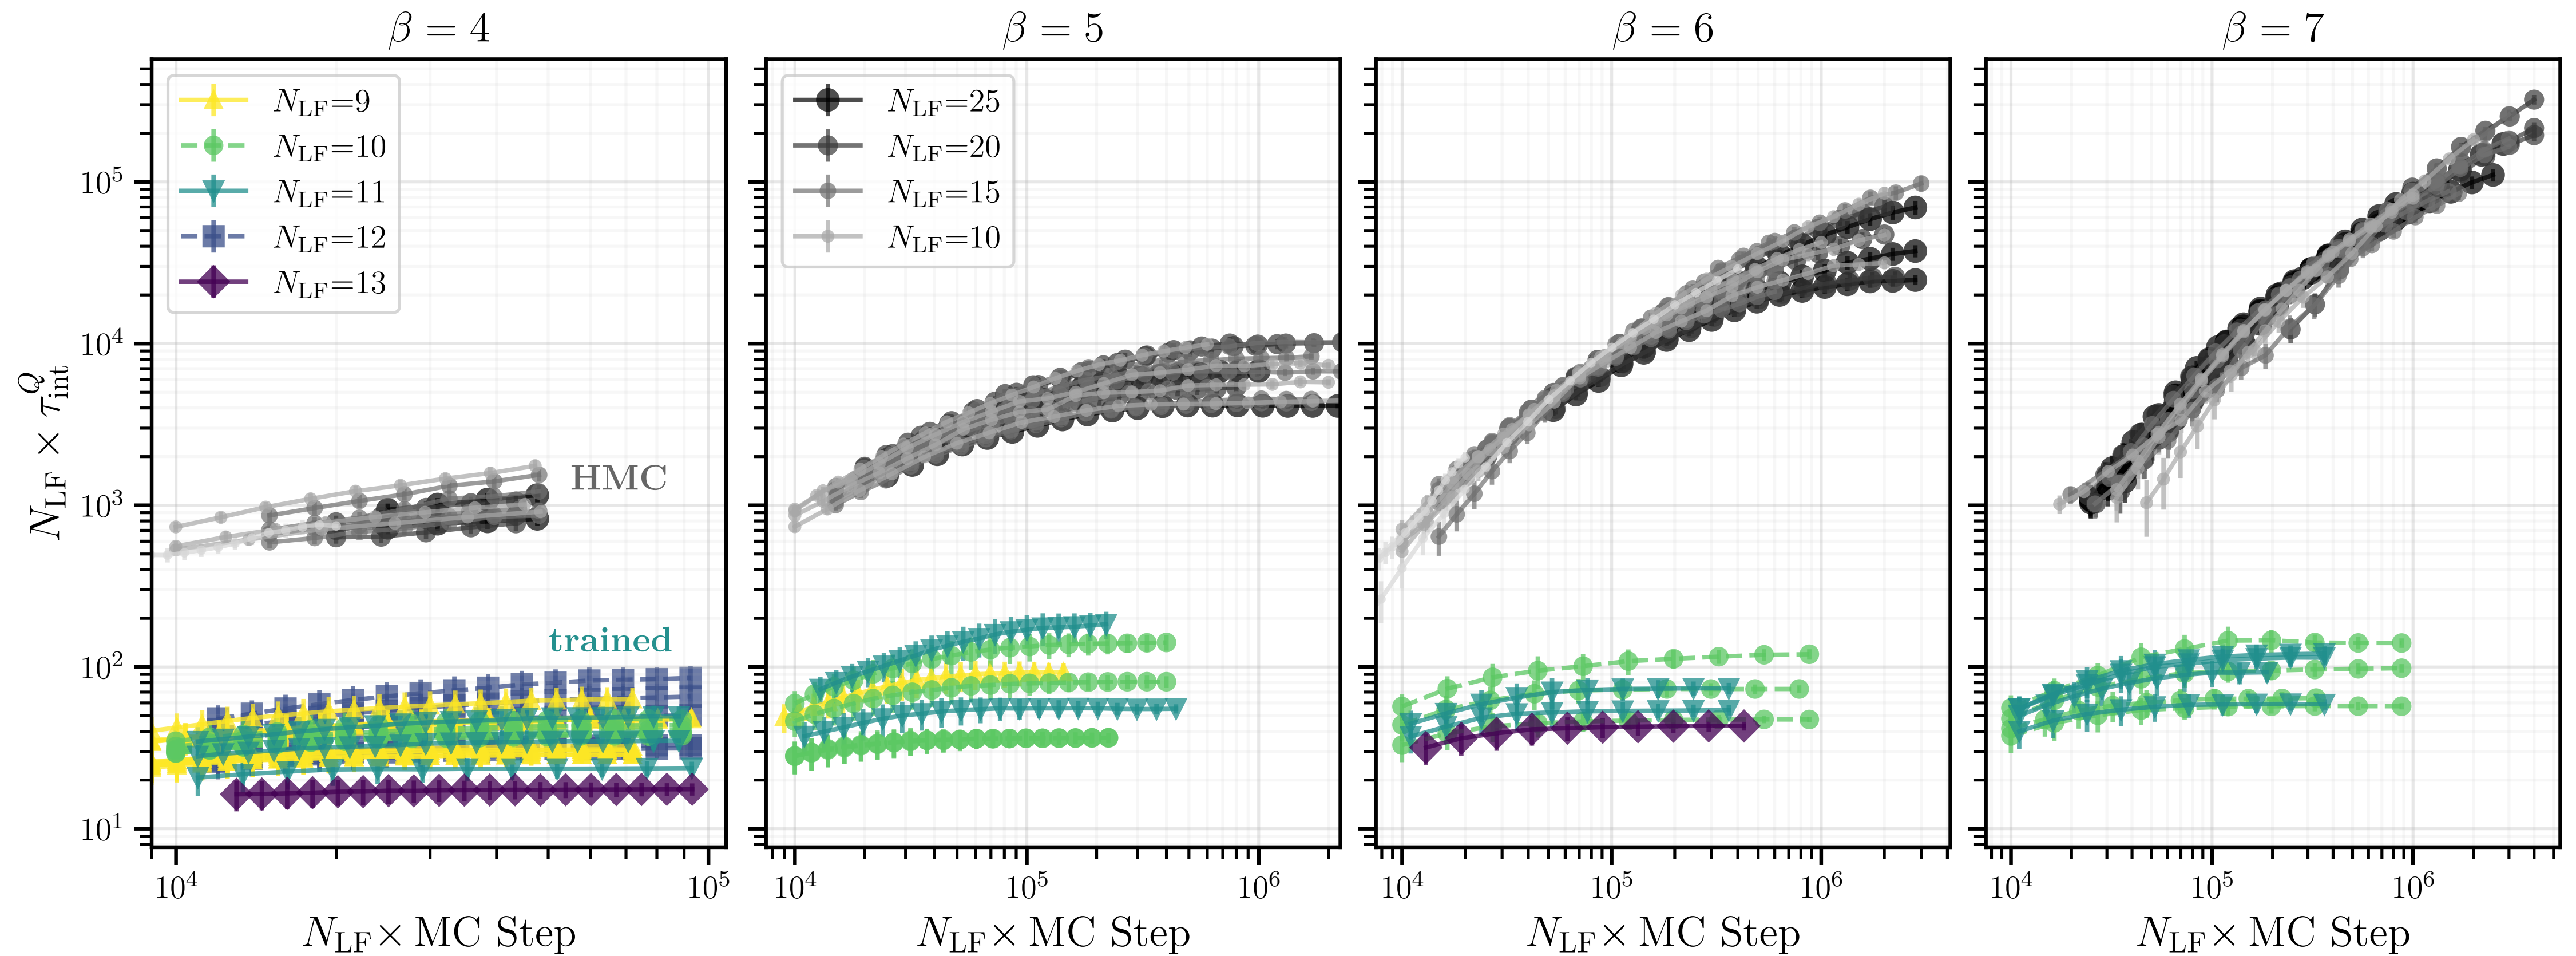 β = 4
β = 5
β = 6
β = 7
N_LF × τ_int^Q
10^5
10^4
10^3
10^2
10^1
N_LF=9
N_LF=10
N_LF=11
N_LF=12
N_LF=13
HMC
trained
N_LF=25
N_LF=20
N_LF=15
N_LF=10
10^4 10^5
10^4 10^5 10^6
10^4 10^5 10^6
10^4 10^5 10^6
N_LF× MC Step
N_LF× MC Step
N_LF× MC Step
N_LF× MC Step